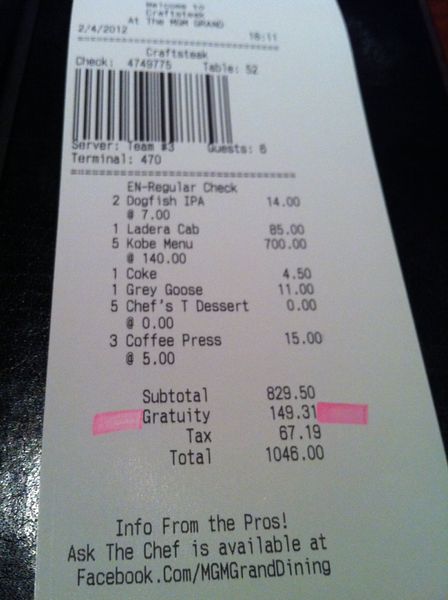 Welcome to
Craftsteak
At The MGM GRAND
2/4/2012 18:11
Craftsteak
Check: 4749775 Table: 52
Server: Team #3 Guests: 6
Terminal: 470
EN-Regular Check
2 Dogfish IPA 14.00
@ 7.00
1 Ladera Cab 85.00
5 Kobe Menu 700.00
@ 140.00
1 Coke 4.50
1 Grey Goose 11.00
5 Chef's T Dessert 0.00
@ 0.00
3 Coffee Press 15.00
@ 5.00
Subtotal 829.50
Gratuity 149.31
Tax 67.19
Total 1046.00
Info From the Pros!
Ask The Chef is available at
Facebook.Com/MGMGrandDining